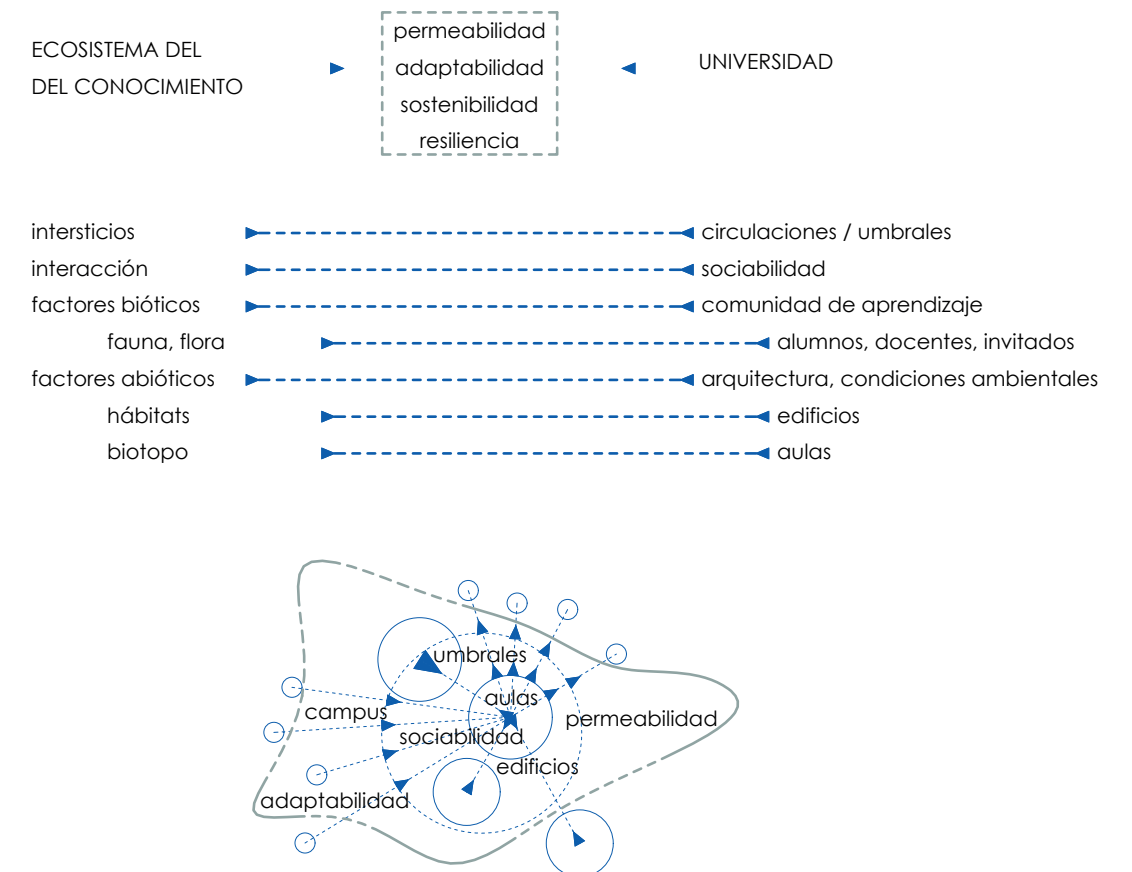 ECOSISTEMA DEL
DEL CONOCIMIENTO
permeabilidad
adaptabilidad
sostenibilidad
resiliencia
UNIVERSIDAD
intersticios
circulaciones / umbrales
interacción
sociabilidad
factores bióticos
comunidad de aprendizaje
fauna, flora
alumnos, docentes, invitados
factores abióticos
arquitectura, condiciones ambientales
hábitats
edificios
biotopo
aulas
umbrales
aulas
campus
permeabilidad
sociabilidad
edificios
adaptabilidad